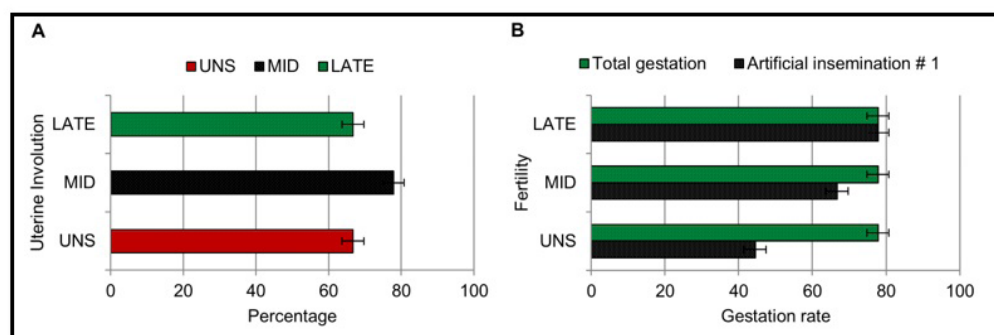 A
UNS MID LATE
Uterine Involution
LATE
MID
UNS
0 20 40 60 80 100
Percentage
B
Total gestation Artificial insemination # 1
Fertility
LATE
MID
UNS
0 20 40 60 80 100
Gestation rate